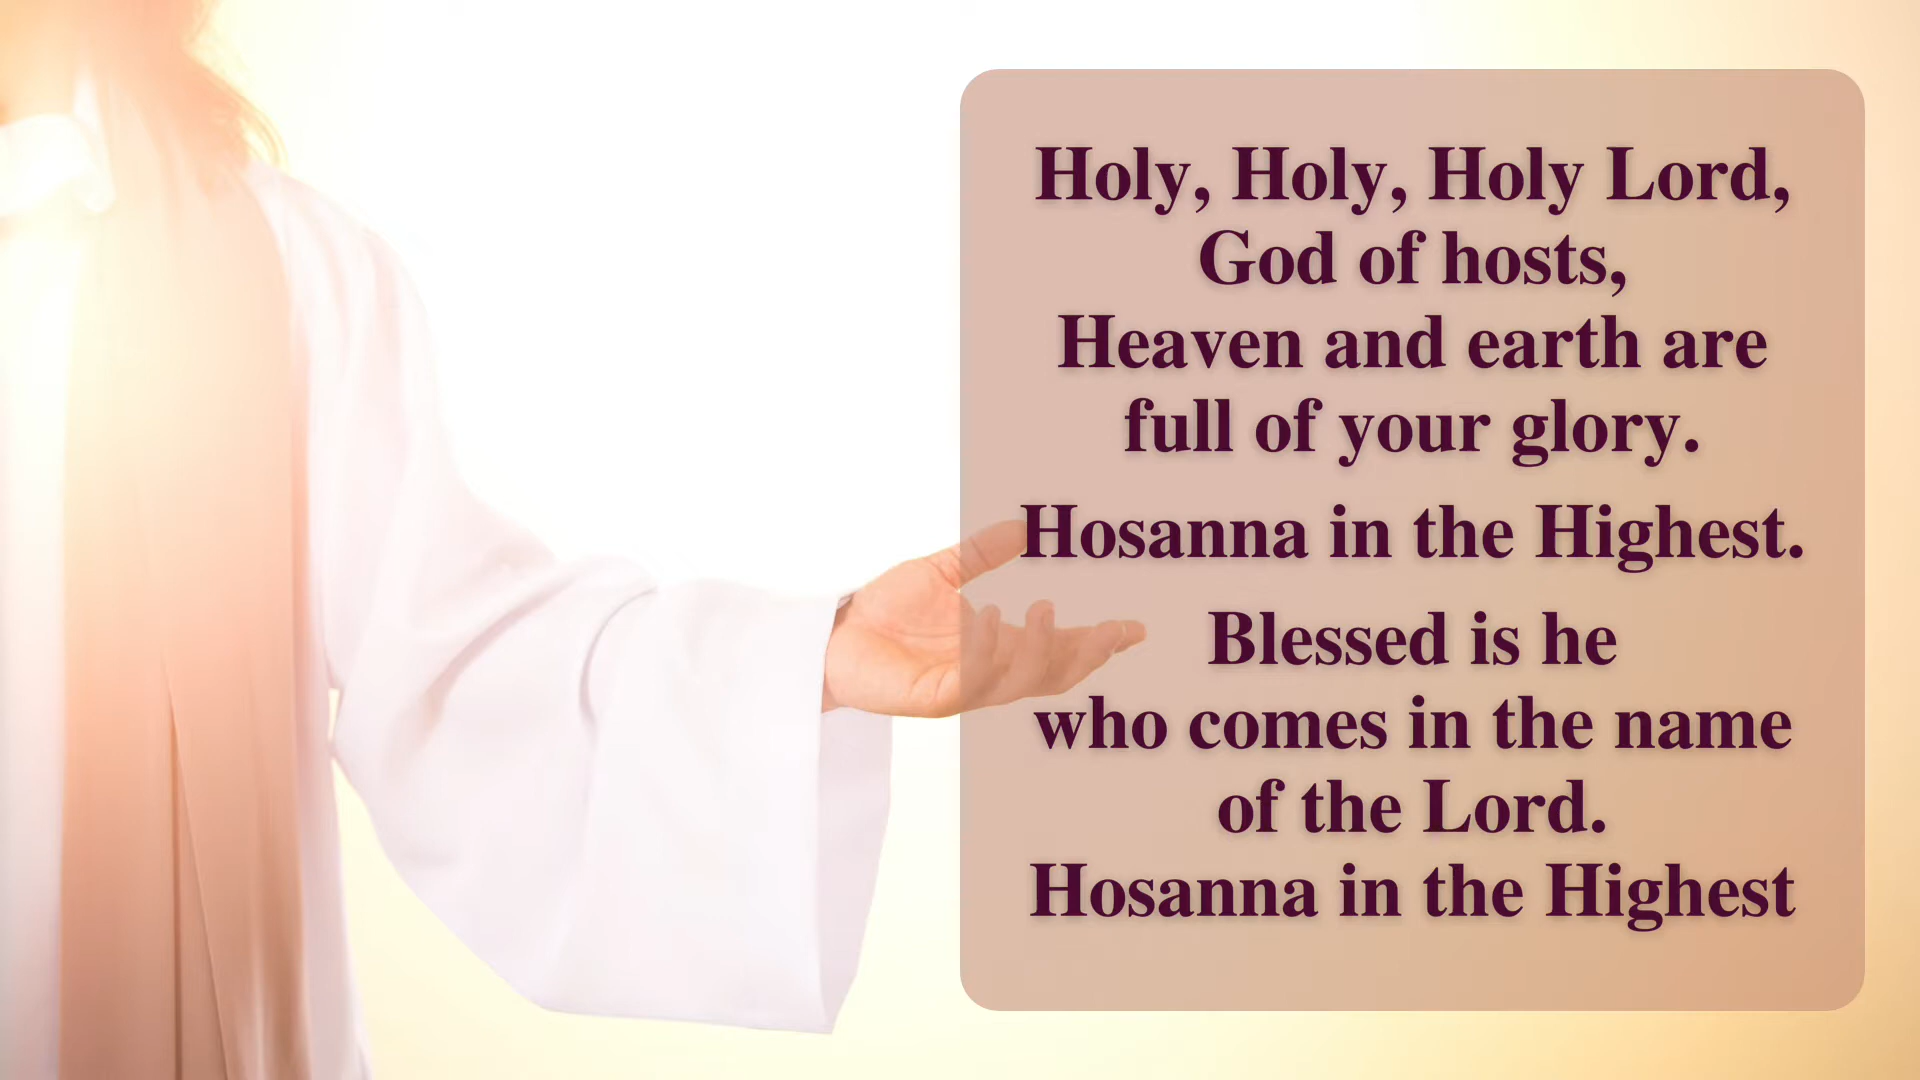 Holy, Holy, Holy Lord,
God of hosts,
Heaven and earth are
full of your glory.
Hosanna in the Highest.
Blessed is he
who comes in the name
of the Lord.
Hosanna in the Highest